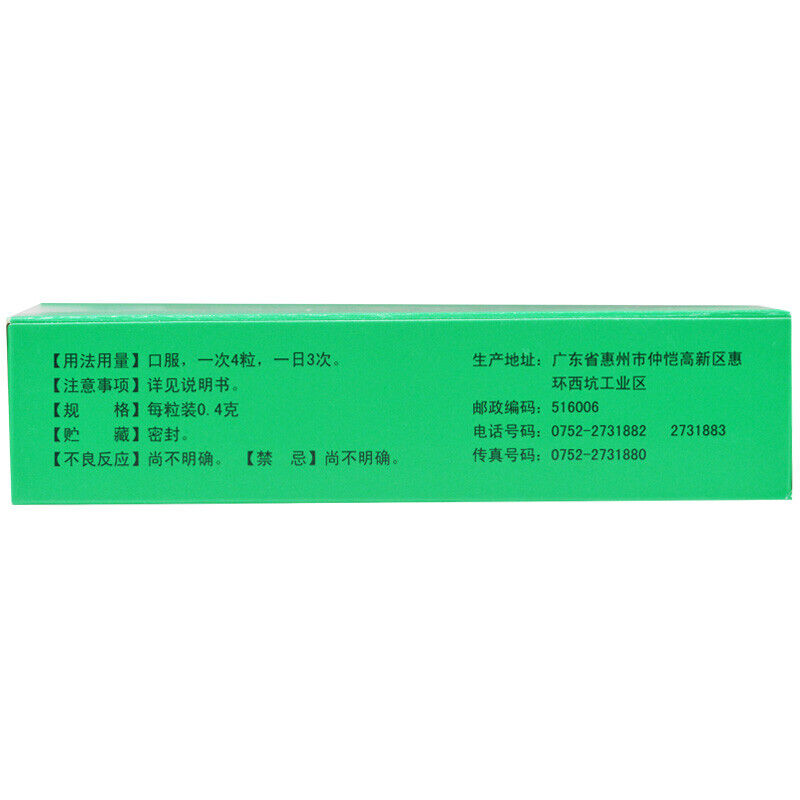 【用法用量】口服，一次4粒，一日3次。
【注意事项】详见说明书。
【规　格】每粒装0.4克
【贮　藏】密封。
【不良反应】尚不明确。【禁　忌】尚不明确。
生产地址：广东省惠州市仲恺高新区惠
环西坑工业区
邮政编码：516006
电话号码：0752-2731882　2731883
传真号码：0752-2731880